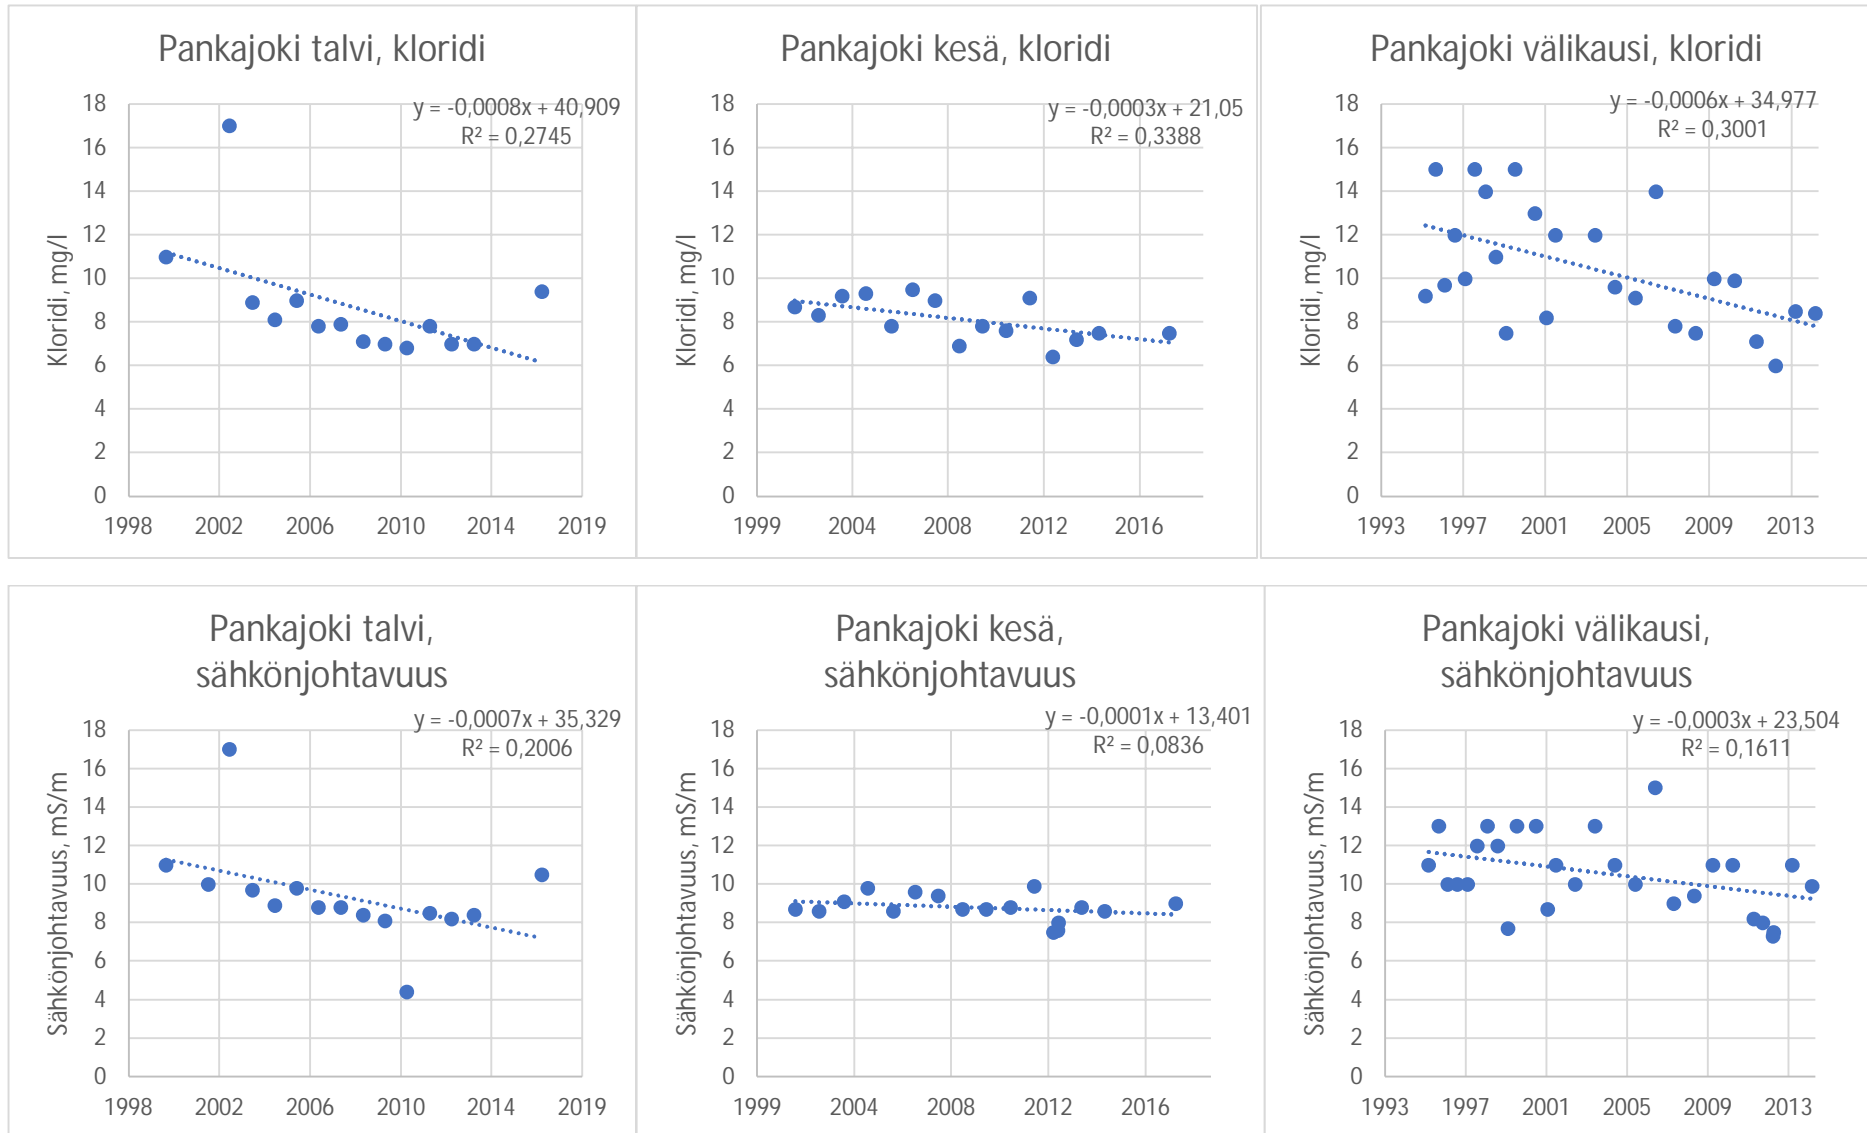 Pankajoki talvi, kloridi
y = -0,0008x + 40,909
R² = 0,2745
Kloridi, mg/l
18
16
14
12
10
8
6
4
2
0
1998 2002 2006 2010 2014 2019
Pankajoki kesä, kloridi
y = -0,0003x + 21,05
R² = 0,3388
Kloridi, mg/l
18
16
14
12
10
8
6
4
2
0
1999 2004 2008 2012 2016
Pankajoki välikausi, kloridi
y = -0,0006x + 34,977
R² = 0,3001
Kloridi, mg/l
18
16
14
12
10
8
6
4
2
0
1993 1997 2001 2005 2009 2013
Pankajoki talvi,
sähkönjohtavuus
y = -0,0007x + 35,329
R² = 0,2006
Sähkönjohtavuus, mS/m
18
16
14
12
10
8
6
4
2
0
1998 2002 2006 2010 2014 2019
Pankajoki kesä,
sähkönjohtavuus
y = -0,0001x + 13,401
R² = 0,0836
Sähkönjohtavuus, mS/m
18
16
14
12
10
8
6
4
2
0
1999 2004 2008 2012 2016
Pankajoki välikausi,
sähkönjohtavuus
y = -0,0003x + 23,504
R² = 0,1611
Sähkönjohtavuus, mS/m
18
16
14
12
10
8
6
4
2
0
1993 1997 2001 2005 2009 2013